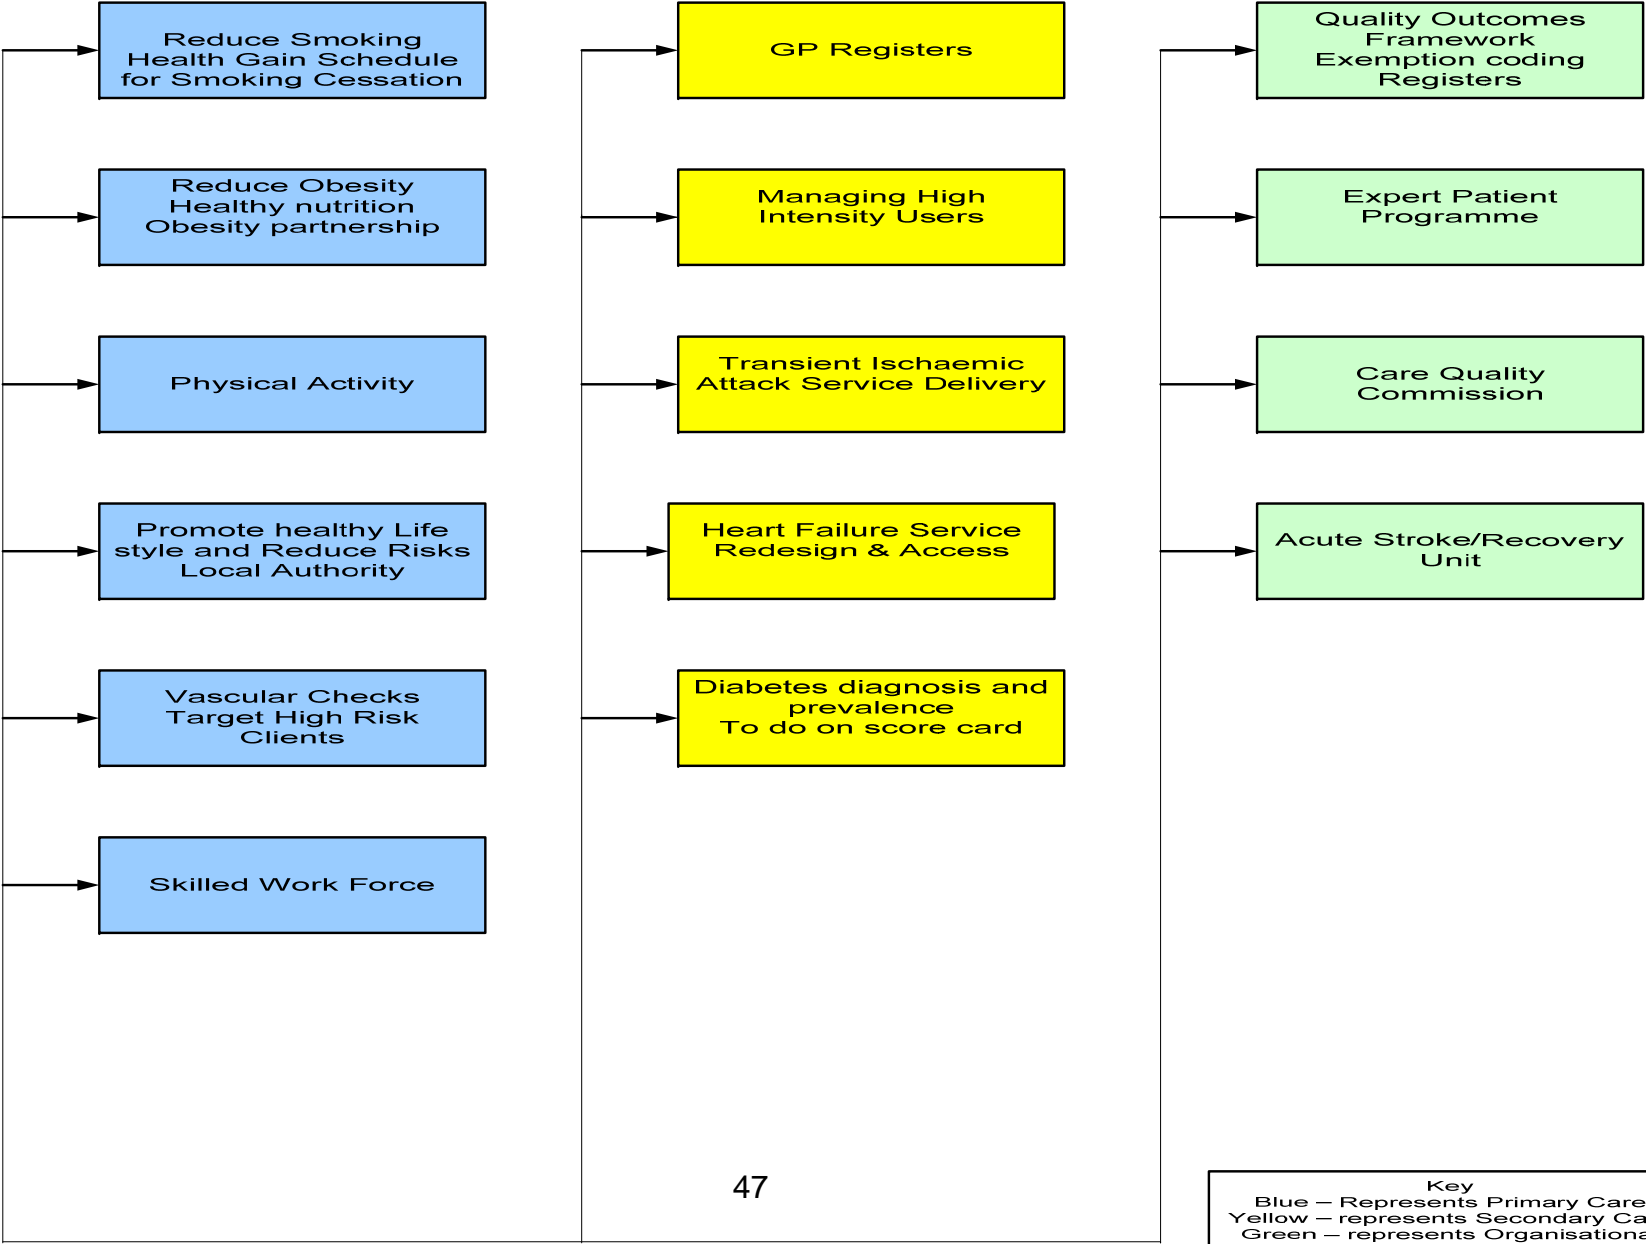 Reduce Smoking
Health Gain Schedule
for Smoking Cessation
Reduce Obesity
Healthy nutrition
Obesity partnership
Physical Activity
Promote healthy Life
style and Reduce Risks
Local Authority
Vascular Checks
Target High Risk
Clients
Skilled Work Force
GP Registers
Managing High
Intensity Users
Transient Ischaemic
Attack Service Delivery
Heart Failure Service
Redesign & Access
Diabetes diagnosis and
prevalence
To do on score card
Quality Outcomes
Framework
Exemption coding
Registers
Expert Patient
Programme
Care Quality
Commission
Acute Stroke/Recovery
Unit
47
Key
Blue – Represents Primary Care
Yellow – represents Secondary
Green – represents